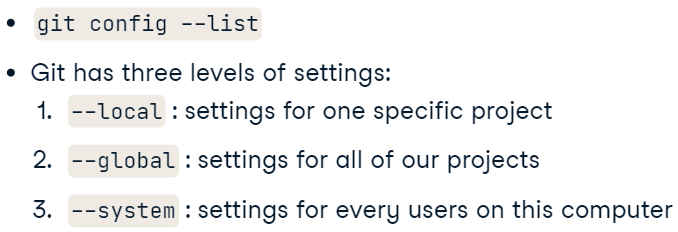 • git config --list
• Git has three levels of settings:
1. --local : settings for one specific project
2. --global : settings for all of our projects
3. --system : settings for every users on this computer